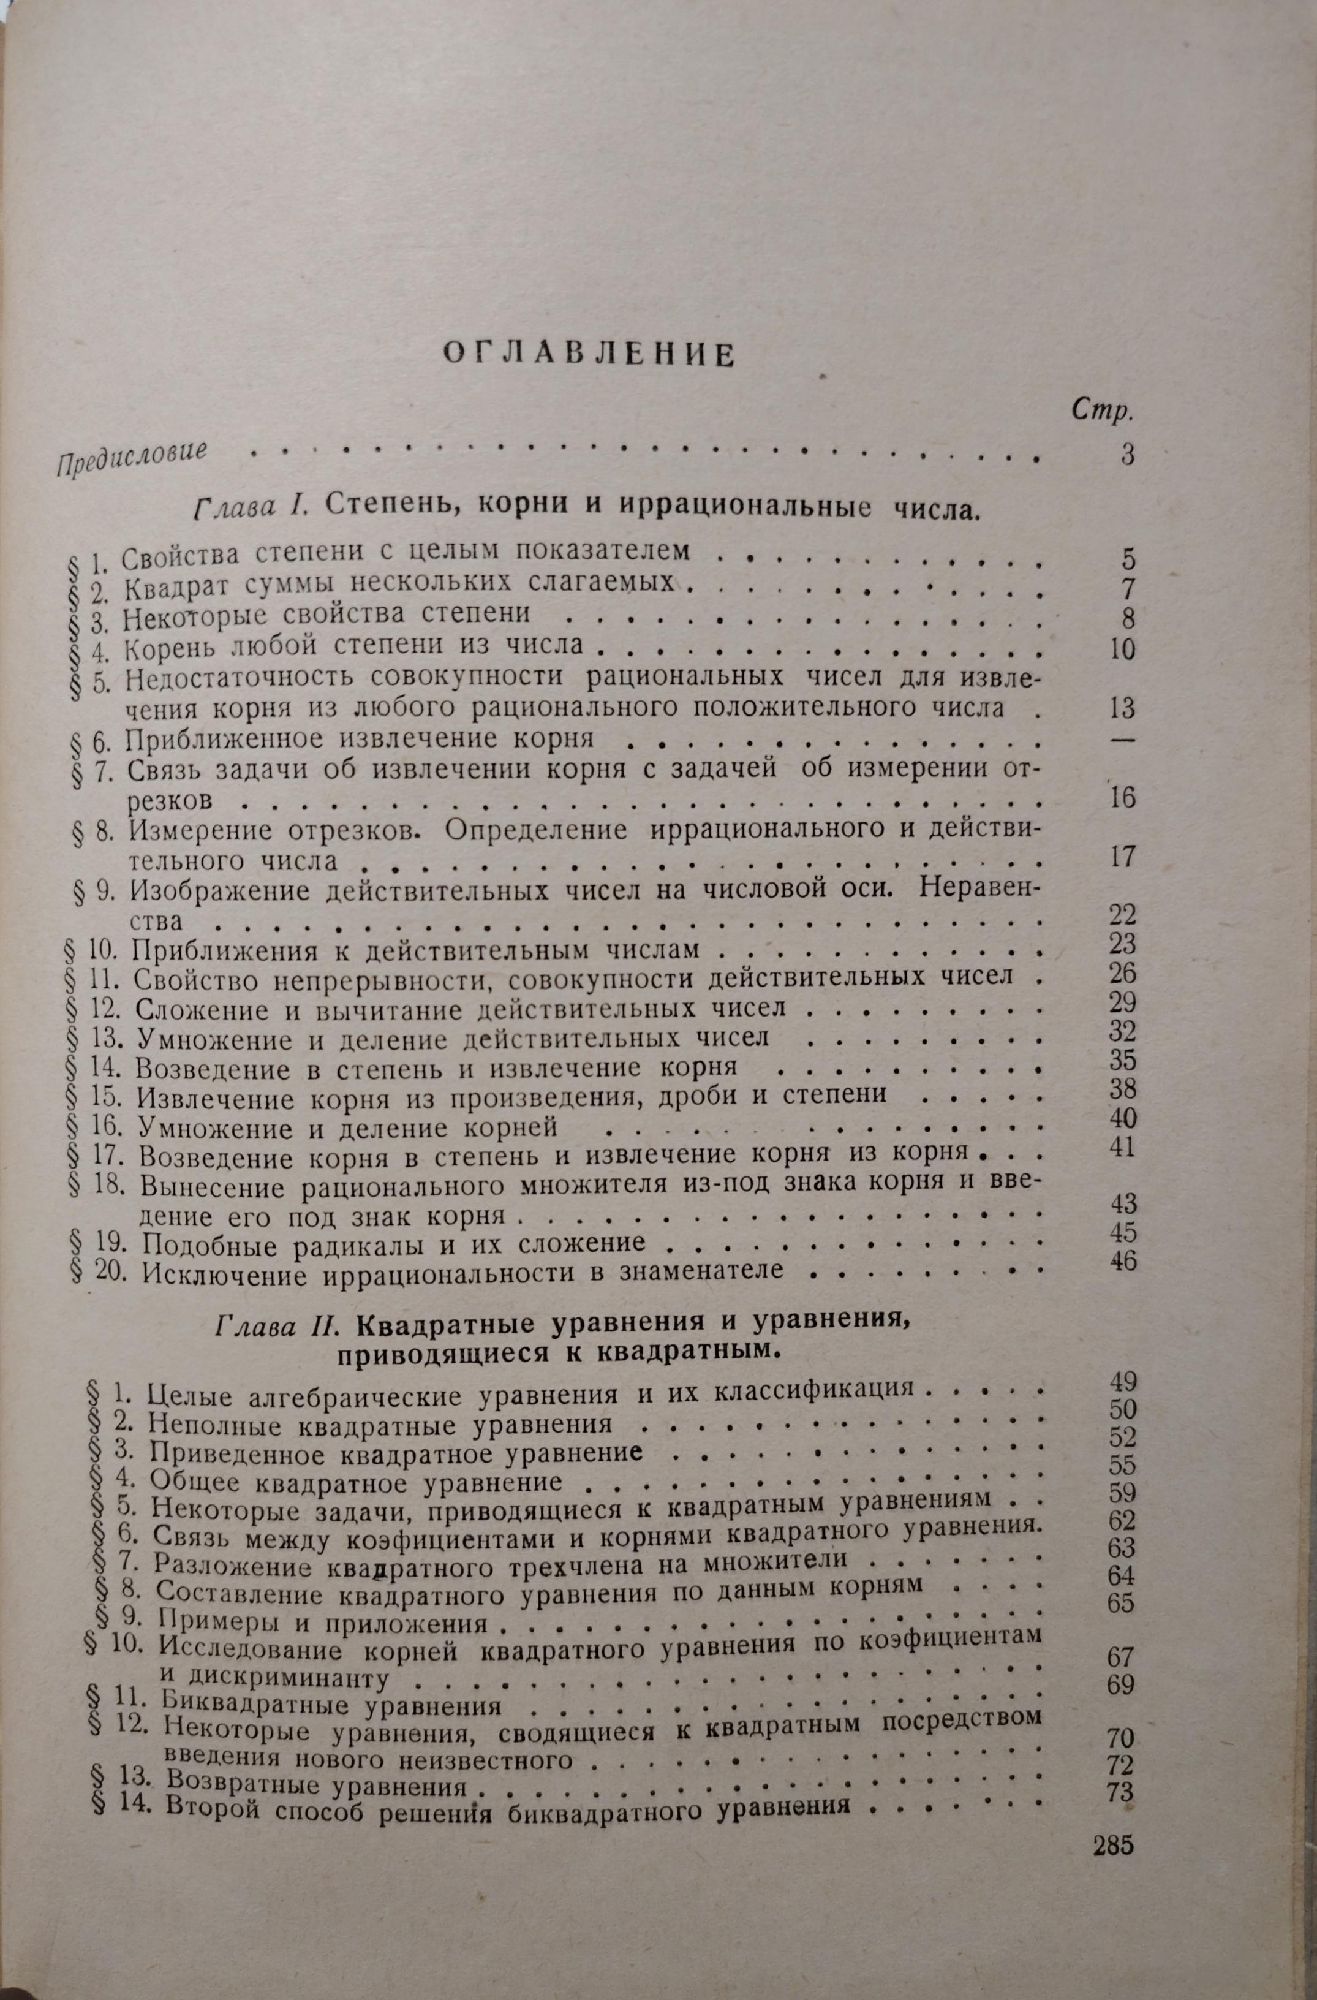 ОГЛАВЛЕНИЕ
Стр.
Предисловие . . . . . . . . . . . . . . . . . . . . . . . . . . 3
Глава I. Степень, корни и иррациональные числа.
§ 1. Свойства степени с целым показателем . . . . . . . . . . . 5
§ 2. Квадрат суммы нескольких слагаемых . . . . . . . . . . . . 7
§ 3. Некоторые свойства степени . . . . . . . . . . . . . . . . 8
§ 4. Корень любой степени из числа . . . . . . . . . . . . . . . 10
§ 5. Недостаточность совокупности рациональных чисел для извле-
чения корня из любого рационального положительного числа . 13
§ 6. Приближенное извлечение корня . . . . . . . . . . . . . . —
§ 7. Связь задачи об извлечении корня с задачей об измерении от-
резков . . . . . . . . . . . . . . . . . . . . . . . . . . . 16
§ 8. Измерение отрезков. Определение иррационального и действи-
тельного числа . . . . . . . . . . . . . . . . . . . . . . . 17
§ 9. Изображение действительных чисел на числовой оси. Неравен-
ства . . . . . . . . . . . . . . . . . . . . . . . . . . . . 22
§ 10. Приближения к действительным числам . . . . . . . . . . . 23
§ 11. Свойство непрерывности, совокупности действительных чисел . 26
§ 12. Сложение и вычитание действительных чисел . . . . . . . . . 29
§ 13. Умножение и деление действительных чисел . . . . . . . . . 32
§ 14. Возведение в степень и извлечение корня . . . . . . . . . . 35
§ 15. Извлечение корня из произведения, дроби и степени . . . . . 38
§ 16. Умножение и деление корней . . . . . . . . . . . . . . . 40
§ 17. Возведение корня в степень и извлечение корня из корня . . . 41
§ 18. Вынесение рационального множителя из-под знака корня и вве-
дение его под знак корня . . . . . . . . . . . . . . . . . . 43
§ 19. Подобные радикалы и их сложение . . . . . . . . . . . . . 45
§ 20. Исключение иррациональности в знаменателе . . . . . . . . . 46
Глава II. Квадратные уравнения и уравнения,
приводящиеся к квадратным.
§ 1. Целые алгебраические уравнения и их классификация . . . . . 49
§ 2. Неполные квадратные уравнения . . . . . . . . . . . . . . 50
§ 3. Приведенное квадратное уравнение . . . . . . . . . . . . . 52
§ 4. Общее квадратное уравнение . . . . . . . . . . . . . . . . 55
§ 5. Некоторые задачи, приводящиеся к квадратным уравнениям . . 59
§ 6. Связь между коэфициентами и корнями квадратного уравнения. 62
§ 7. Разложение квадратного трехчлена на множители . . . . . . . 63
§ 8. Составление квадратного уравнения по данным корням . . . . 64
§ 9. Примеры и приложения . . . . . . . . . . . . . . . . . . . 65
§ 10. Исследование корней квадратного уравнения по коэфициентам
и дискриминанту . . . . . . . . . . . . . . . . . . . . . . 67
§ 11. Биквадратные уравнения . . . . . . . . . . . . . . . . . . 69
§ 12. Некоторые уравнения, сводящиеся к квадратным посредством
введения нового неизвестного . . . . . . . . . . . . . . . . 70
§ 13. Возвратные уравнения . . . . . . . . . . . . . . . . . . . 72
§ 14. Второй способ решения биквадратного уравнения . . . . . . . 73
285